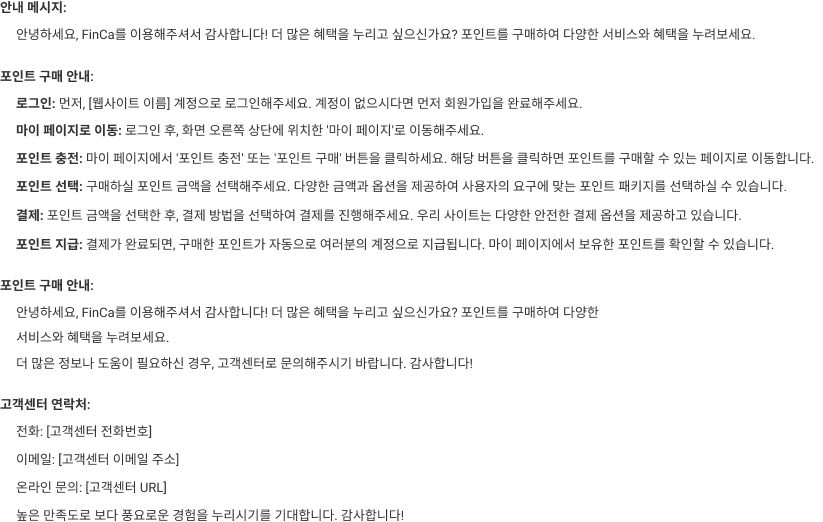 안내 메시지:
안녕하세요, FinCa를 이용해주셔서 감사합니다! 더 많은 혜택을 누리고 싶으신가요? 포인트를 구매하여 다양한 서비스와 혜택을 누려보세요.
포인트 구매 안내:
로그인: 먼저, [웹사이트 이름] 계정으로 로그인해주세요. 계정이 없으시다면 먼저 회원가입을 완료해주세요.
마이 페이지로 이동: 로그인 후, 화면 오른쪽 상단에 위치한 '마이 페이지'로 이동해주세요.
포인트 충전: 마이 페이지에서 '포인트 충전' 또는 '포인트 구매' 버튼을 클릭하세요. 해당 버튼을 클릭하면 포인트를 구매할 수 있는 페이지로 이동합니다.
포인트 선택: 구매하실 포인트 금액을 선택해주세요. 다양한 금액과 옵션을 제공하여 사용자의 요구에 맞는 포인트 패키지를 선택하실 수 있습니다.
결제: 포인트 금액을 선택한 후, 결제 방법을 선택하여 결제를 진행해주세요. 우리 사이트는 다양한 안전한 결제 옵션을 제공하고 있습니다.
포인트 지급: 결제가 완료되면, 구매한 포인트가 자동으로 여러분의 계정으로 지급됩니다. 마이 페이지에서 보유한 포인트를 확인할 수 있습니다.
포인트 구매 안내:
안녕하세요, FinCa를 이용해주셔서 감사합니다! 더 많은 혜택을 누리고 싶으신가요? 포인트를 구매하여 다양한
서비스와 혜택을 누려보세요.
더 많은 정보나 도움이 필요하신 경우, 고객센터로 문의해주시기 바랍니다. 감사합니다!
고객센터 연락처:
전화: [고객센터 전화번호]
이메일: [고객센터 이메일 주소]
온라인 문의: [고객센터 URL]
높은 만족도로 보다 풍요로운 경험을 누리시기를 기대합니다. 감사합니다!